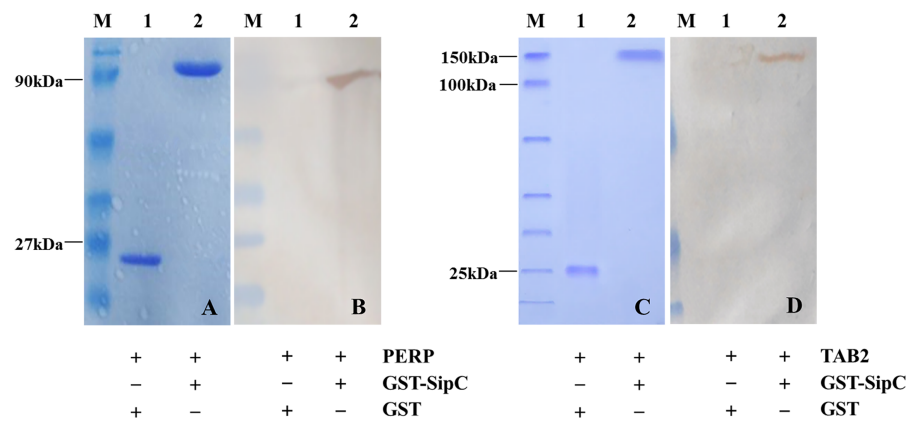 M 1 2 M 1 2 M 1 2 M 1 2
150kDa
90kDa 100kDa
27kDa
25kDa
A B C D
+ + + + PERP + + + + TAB2
− + − + GST-SipC − + − + GST-SipC
+ − + − GST + − + − GST